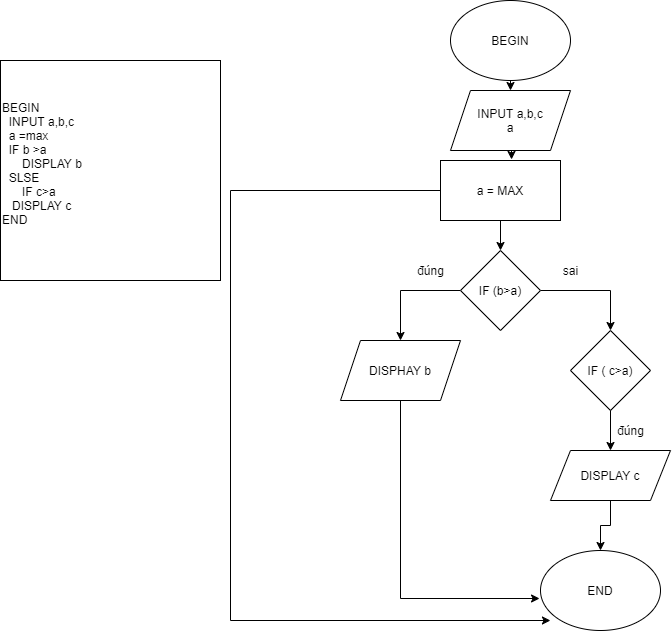 BEGIN
INPUT a,b,c
a =max
IF b >a
DISPLAY b
SLSE
IF c>a
DISPLAY c
END
BEGIN
INPUT a,b,c
a
a = MAX
đúng
IF (b>a)
sai
DISPHAY b
IF ( c>a)
đúng
DISPLAY c
END